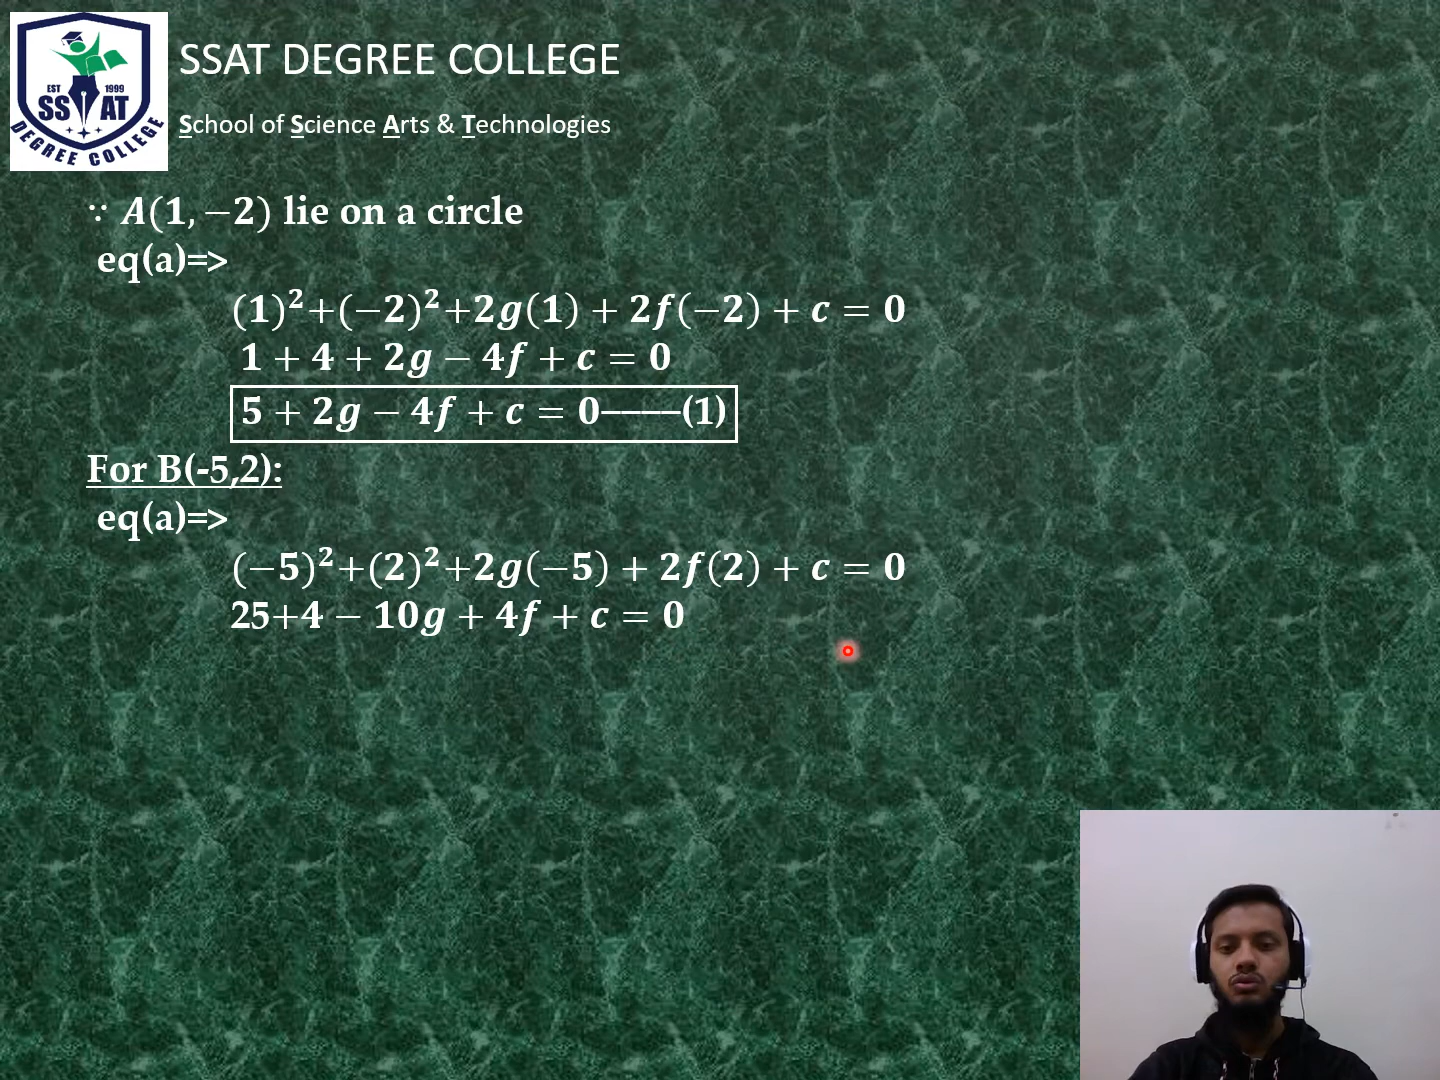 EST 1999
SSAT
DEGREE COLLEGE
SSAT DEGREE COLLEGE
School of Science Arts & Technologies
∵ A(1, −2) lie on a circle
eq(a)=>
(1)²+(−2)²+2g(1) + 2f(−2) + c = 0
1 + 4 + 2g − 4f + c = 0
5 + 2g − 4f + c = 0−−−−(1)
For B(-5,2):
eq(a)=>
(−5)²+(2)²+2g(−5) + 2f(2) + c = 0
25+4 − 10g + 4f + c = 0